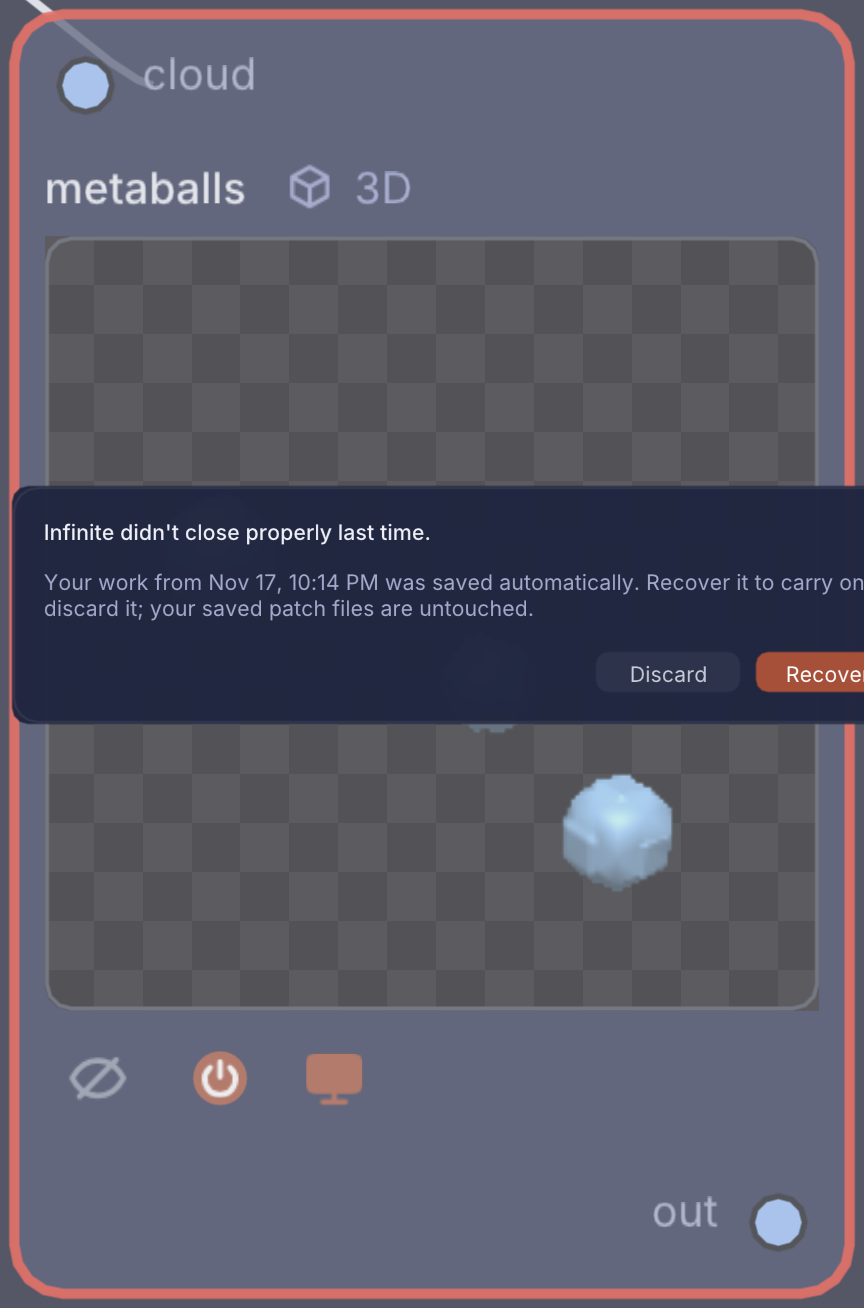 cloud
metaballs 3D
Infinite didn't close properly last time.
Your work from Nov 17, 10:14 PM was saved automatically. Recover it to carry on
discard it; your saved patch files are untouched.
Discard Recove
out